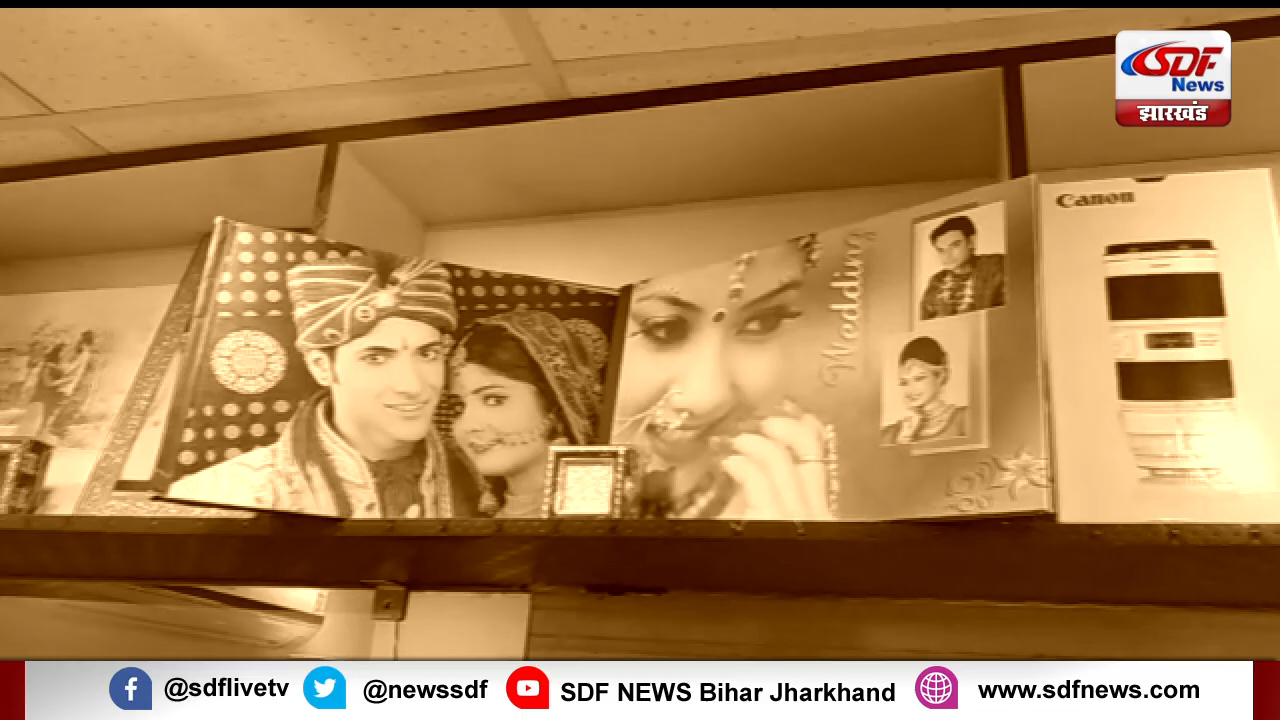 SDF
News
झारखंड
Canon
Wedding
@sdflivetv @newssdf SDF NEWS Bihar Jharkhand www.sdfnews.com